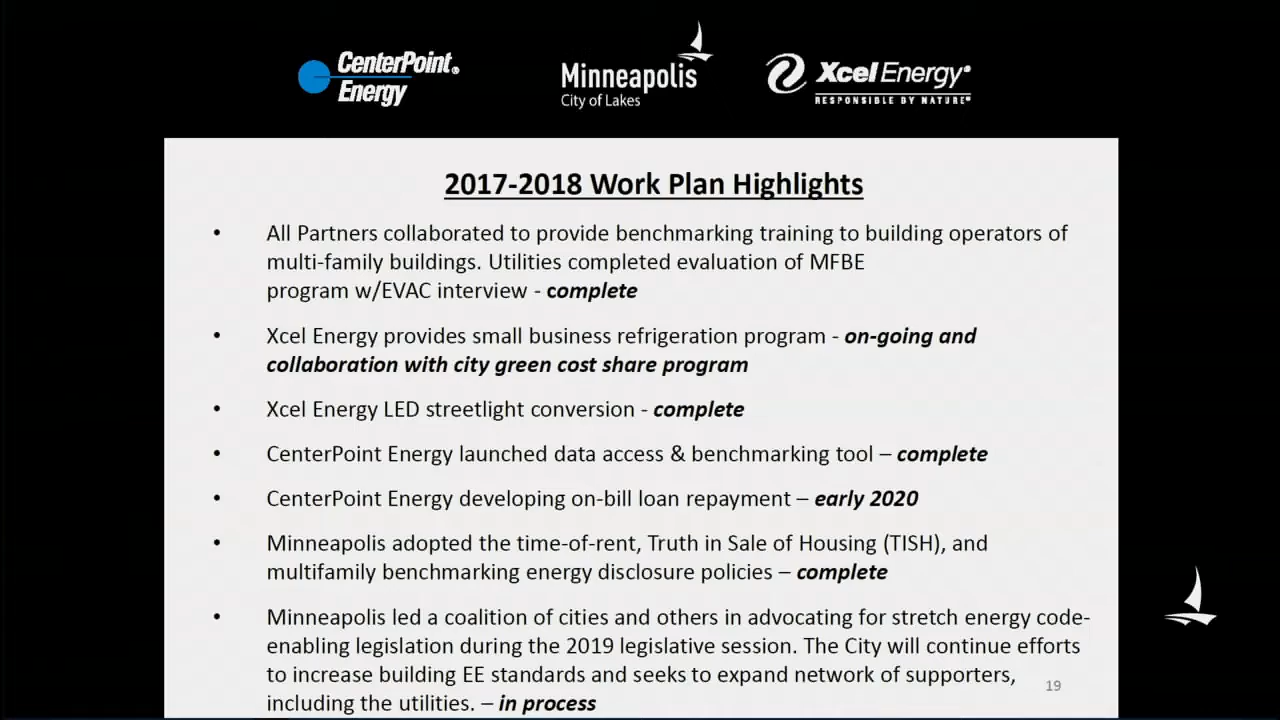 CenterPoint®
Energy
Minneapolis
City of Lakes
Xcel Energy®
RESPONSIBLE BY NATURE®
2017-2018 Work Plan Highlights
• All Partners collaborated to provide benchmarking training to building operators of
multi-family buildings. Utilities completed evaluation of MFBE
program w/EVAC interview - complete
• Xcel Energy provides small business refrigeration program - on-going and
collaboration with city green cost share program
• Xcel Energy LED streetlight conversion - complete
• CenterPoint Energy launched data access & benchmarking tool – complete
• CenterPoint Energy developing on-bill loan repayment – early 2020
• Minneapolis adopted the time-of-rent, Truth in Sale of Housing (TISH), and
multifamily benchmarking energy disclosure policies – complete
• Minneapolis led a coalition of cities and others in advocating for stretch energy code-
enabling legislation during the 2019 legislative session. The City will continue efforts
to increase building EE standards and seeks to expand network of supporters,
including the utilities. – in process
19